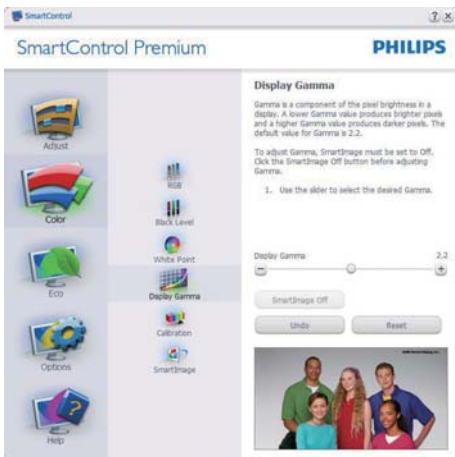 SmartControl
SmartControl Premium
PHILIPS
Adjust
Color
Eco
Options
Help
RGB
Black Level
White Point
Display Gamma
Calibration
SmartImage
Display Gamma
Gamma is a component of the pixel brightness in a
display. A lower Gamma value produces brighter pixels
and a higher Gamma value produces darker pixels. The
default value for Gamma is 2.2.
To adjust Gamma, SmartImage must be set to Off.
Click the SmartImage Off button before adjusting
Gamma.
1. Use the slider to select the desired Gamma.
Display Gamma 2.2
SmartImage Off
Undo Reset